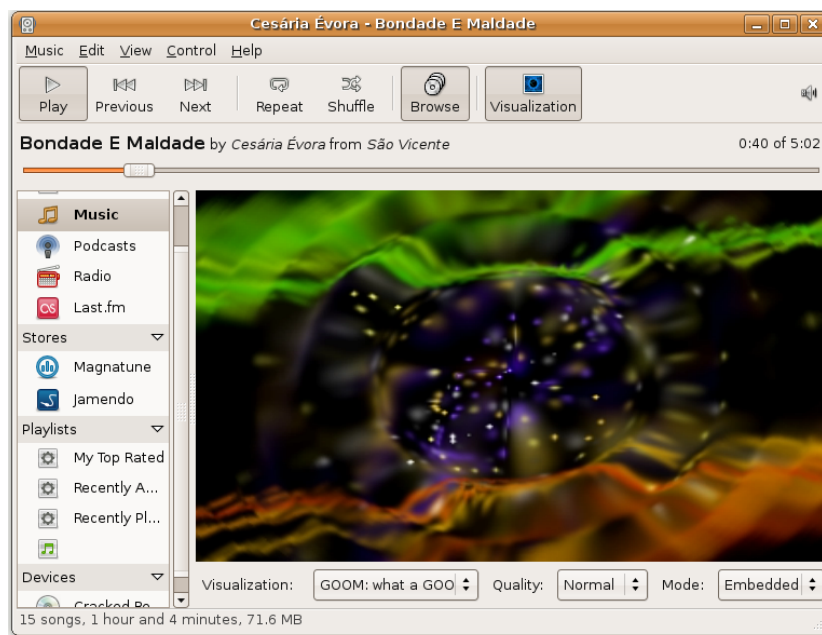 Cesária Évora - Bondade E Maldade
Music Edit View Control Help
Play Previous Next Repeat Shuffle Browse Visualization
Bondade E Maldade by Cesária Évora from São Vicente 0:40 of 5:02
Music
Podcasts
Radio
Last.fm
Stores
Magnatune
Jamendo
Playlists
My Top Rated
Recently A...
Recently Pl...
Devices
Visualization: GOOM: what a GOO Quality: Normal Mode: Embedded
15 songs, 1 hour and 4 minutes, 71.6 MB